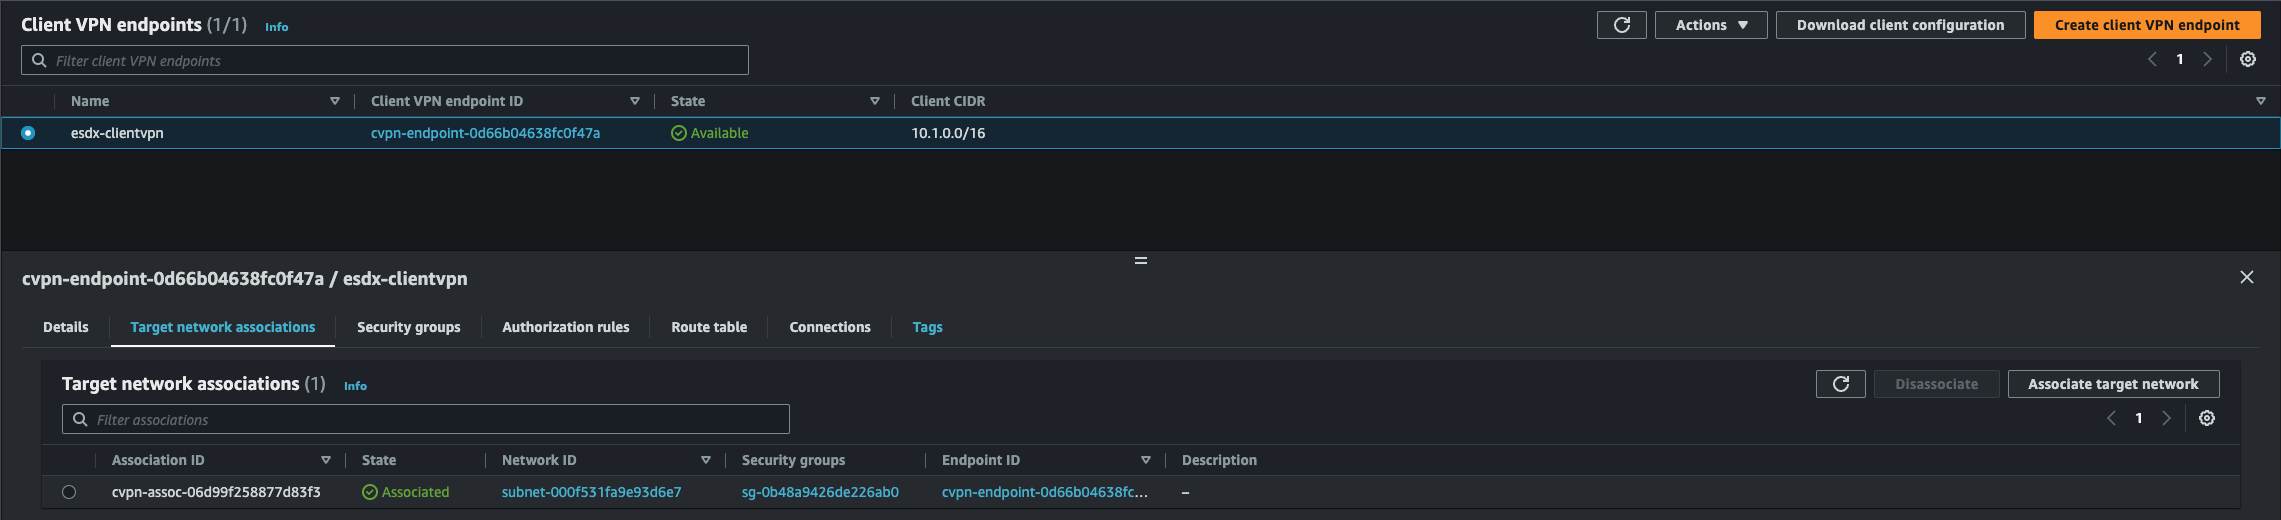 Client VPN endpoints (1/1) Info
Actions Download client configuration Create client VPN endpoint
Filter client VPN endpoints
1
Name Client VPN endpoint ID State Client CIDR
esdx-clientvpn cvpn-endpoint-0d66b04638fc0f47a Available 10.1.0.0/16
cvpn-endpoint-0d66b04638fc0f47a / esdx-clientvpn
Details Target network associations Security groups Authorization rules Route table Connections Tags
Target network associations (1) Info
Disassociate Associate target network
Filter associations
1
Association ID State Network ID Security groups Endpoint ID Description
cvpn-assoc-06d99f258877d83f3 Associated subnet-000f531fa9e93d6e7 sg-0b48a9426de226ab0 cvpn-endpoint-0d66b04638fc... –